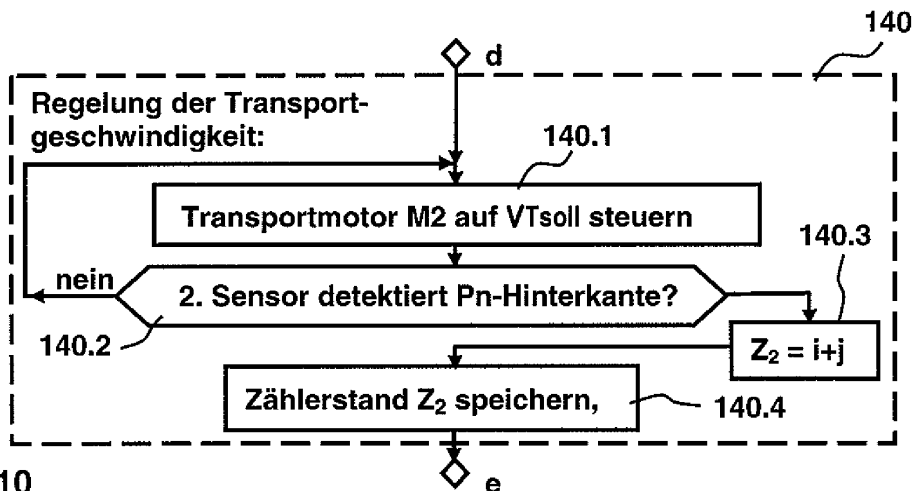 140
d
Regelung der Transport-
geschwindigkeit:
140.1
Transportmotor M2 auf VTsoll steuern
140.3
nein
2. Sensor detektiert Pn-Hinterkante?
140.2
Z₂ = i+j
Zählerstand Z₂ speichern,
140.4
10
e